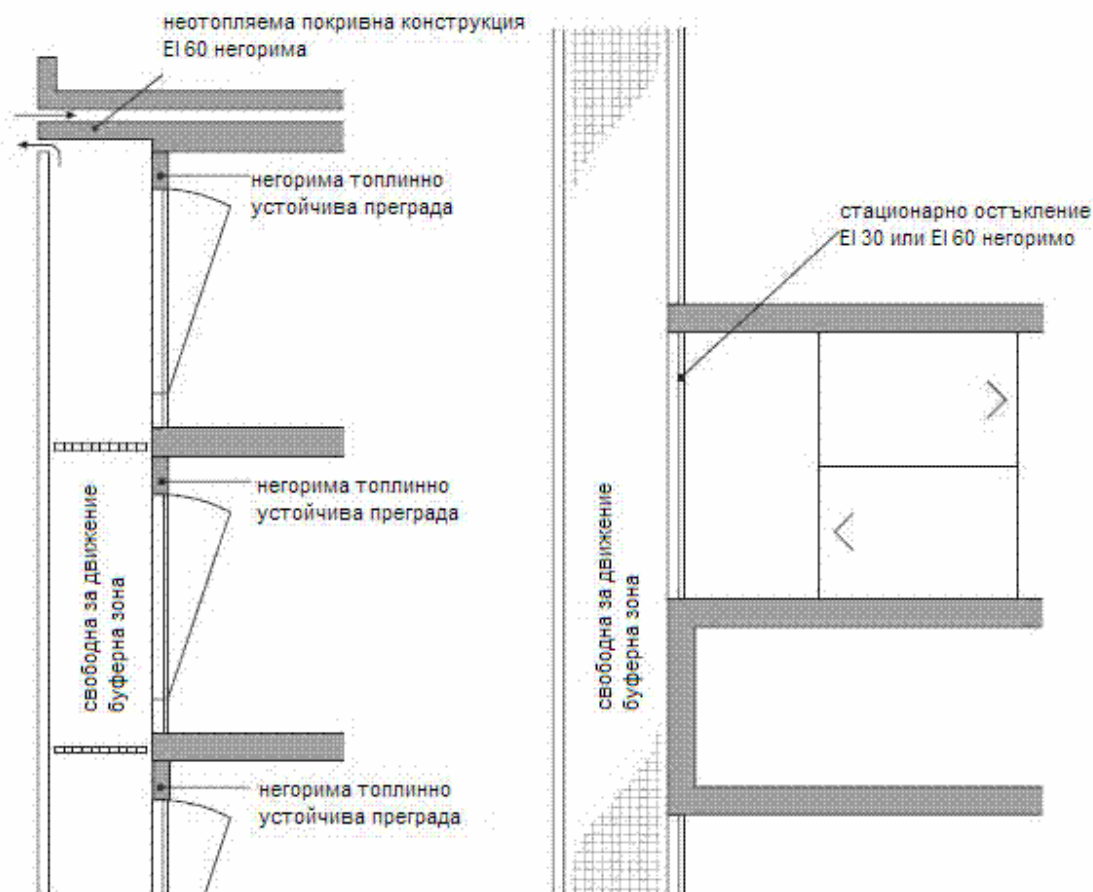 неотопляема покривна конструкция
EI 60 негорима
негорима топлинно
устойчива преграда
негорима топлинно
устойчива преграда
свободна за движение
буферна зона
негорима топлинно
устойчива преграда
стационарно остъкление
EI 30 или EI 60 негоримо
свободна за движение
буферна зона